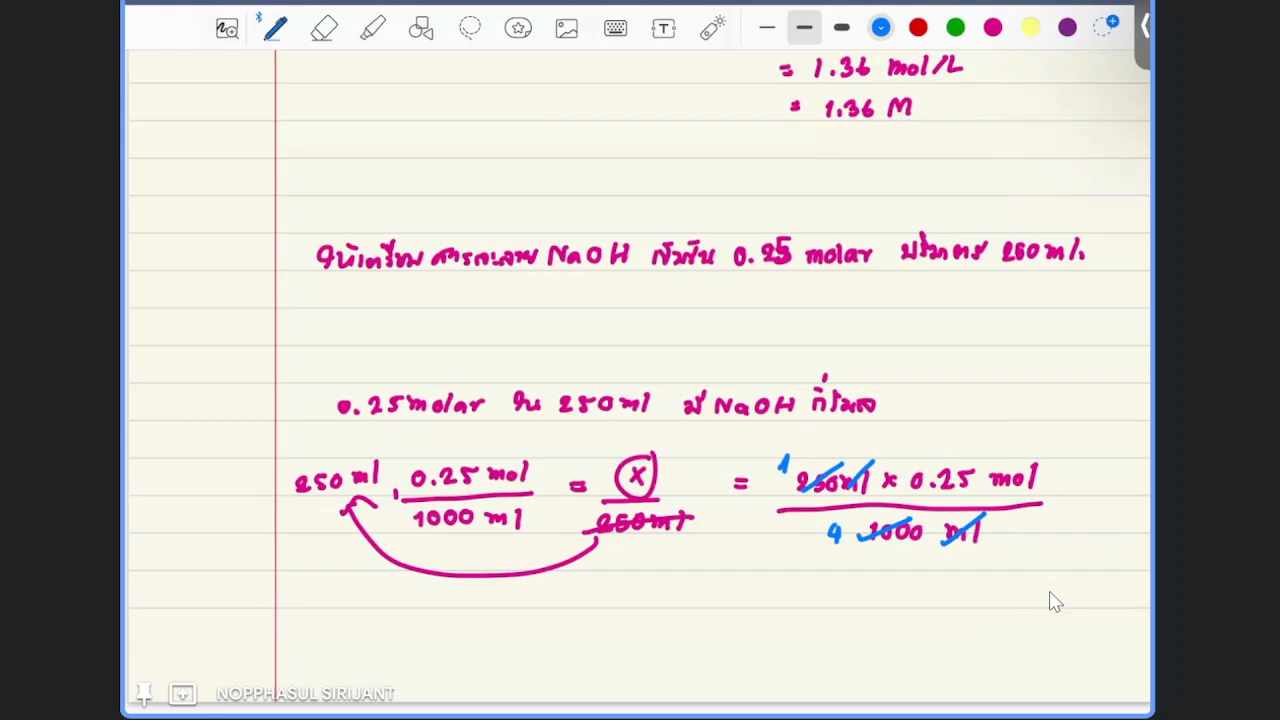 = 1.36 mol/L
= 1.36 M
ให้เตรียมสารละลาย NaOH เข้มข้น 0.25 molar ปริมาตร 250 ml.
0.25 molar ใน 250 ml มี NaOH กี่โมล
250 ml . 0.25 mol / 1000 ml = x / 250 ml = 1 250 ml x 0.25 mol / 4 1000 ml
NOPPHASUL SIRIJANT